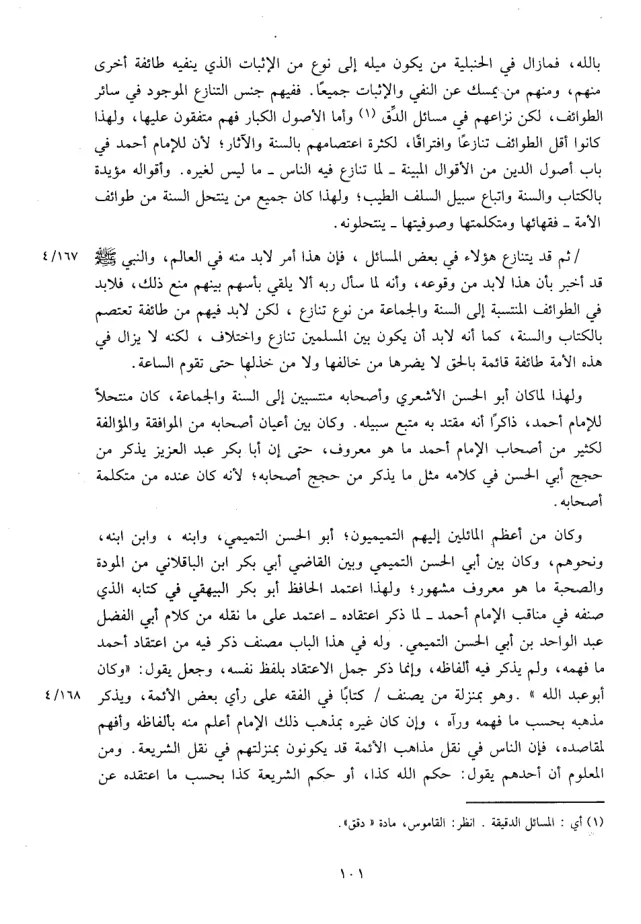 بالله، فمازال في الحنبلية من يكون ميله إلى نوع من الإثبات الذي ينفيه طائفة أخرى
منهم، ومنهم من يمسك عن النفي والإثبات جميعًا. ففيهم جنس التنازع الموجود في سائر
الطوائف، لكن نزاعهم في مسائل الدِّق (١) وأما الأصول الكبار فهم متفقون عليها، ولهذا
كانوا أقل الطوائف تنازعًا وافتراقًا، لكثرة اعتصامهم بالسنة والآثار؛ لأن للإمام أحمد في
باب أصول الدين من الأقوال المبينة ـ لما تنازع فيه الناس ـ ما ليس لغيره. وأقواله مؤيدة
بالكتاب والسنة واتباع سبيل السلف الطيب؛ ولهذا كان جميع من ينتحل السنة من طوائف
الأمة ـ فقهائها ومتكلمتها وصوفيتها ـ ينتحلونه.
/ ثم قد يتنازع هؤلاء في بعض المسائل ، فإن هذا أمر لابد منه في العالم، والنبي ﷺ ٤/١٦٧
قد أخبر بأن هذا لابد من وقوعه، وأنه لما سأل ربه ألا يلقي بأسهم بينهم منع ذلك، فلابد
في الطوائف المنتسبة إلى السنة والجماعة من نوع تنازع ، لكن لابد فيهم من طائفة تعتصم
بالكتاب والسنة، كما أنه لابد أن يكون بين المسلمين تنازع واختلاف ، لكنه لا يزال في
هذه الأمة طائفة قائمة بالحق لا يضرها من خالفها ولا من خذلها حتى تقوم الساعة.
ولهذا لماكان أبو الحسن الأشعري وأصحابه منتسبين إلى السنة والجماعة، كان منتحلاً
للإمام أحمد، ذاكرًا أنه مقتد به متبع سبيله. وكان بين أعيان أصحابه من الموافقة والمؤالفة
لكثير من أصحاب الإمام أحمد ما هو معروف، حتى إن أبا بكر عبد العزيز يذكر من
حجج أبي الحسن في كلامه مثل ما يذكر من حجج أصحابه؛ لأنه كان عنده من متكلمة
أصحابه.
وكان من أعظم المائلين إليهم التميميون؛ أبو الحسن التميمي، وابنه ، وابن ابنه،
ونحوهم، وكان بين أبي الحسن التميمي وبين القاضي أبي بكر ابن الباقلاني من المودة
والصحبة ما هو معروف مشهور؛ ولهذا اعتمد الحافظ أبو بكر البيهقي في كتابه الذي
صنفه في مناقب الإمام أحمد ـ لما ذكر اعتقاده ـ اعتمد على ما نقله من كلام أبي الفضل
عبد الواحد بن أبي الحسن التميمي. وله في هذا الباب مصنف ذكر فيه من اعتقاد أحمد
ما فهمه، ولم يذكر فيه ألفاظه، وإنما ذكر جمل الاعتقاد بلفظ نفسه، وجعل يقول: «وكان
أبوعبد الله » .وهو بمنزلة من يصنف / كتابًا في الفقه على رأي بعض الأئمة، ويذكر ٤/١٦٨
مذهبه بحسب ما فهمه ورآه ، وإن كان غيره بمذهب ذلك الإمام أعلم منه بألفاظه وأفهم
لمقاصده، فإن الناس في نقل مذاهب الأئمة قد يكونون بمنزلتهم في نقل الشريعة. ومن
المعلوم أن أحدهم يقول: حكم الله كذا، أو حكم الشريعة كذا بحسب ما اعتقده عن
(١) أي : المسائل الدقيقة . انظر: القاموس، مادة « دقق».
١٠١